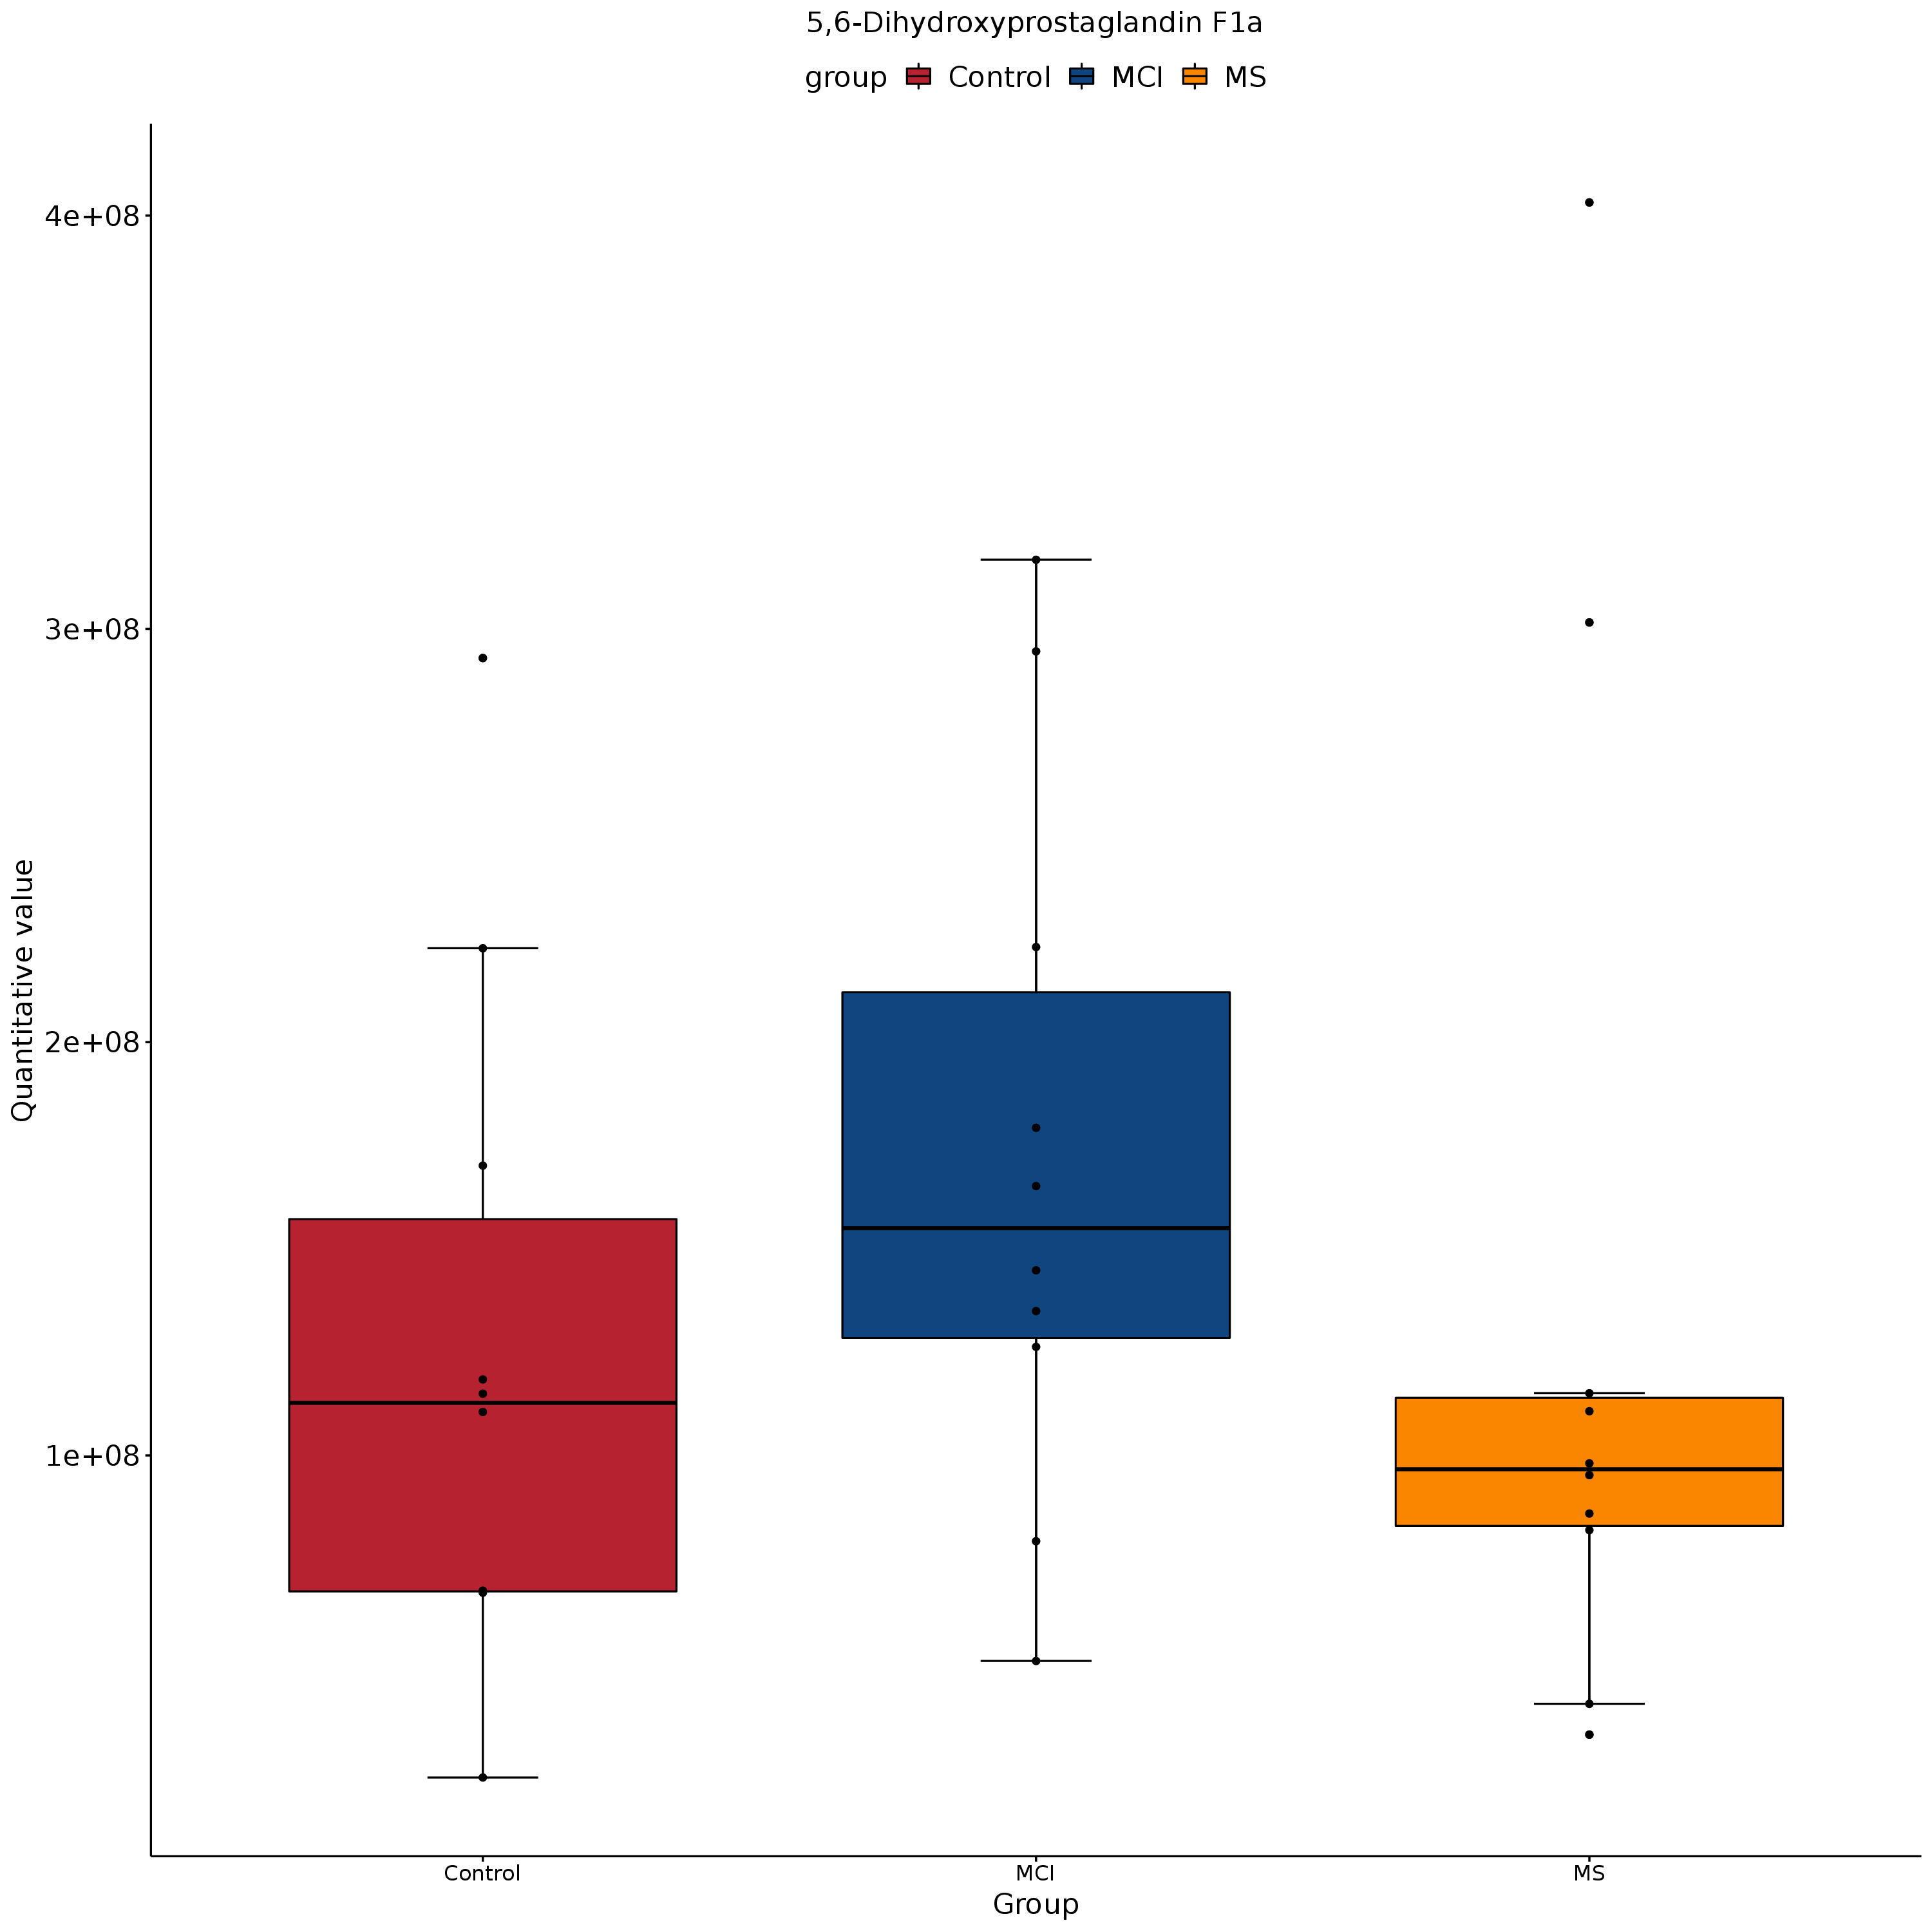 5,6-Dihydroxyprostaglandin F1a
group Control MCI MS
4e+08
3e+08
2e+08
1e+08
Quantitative value
Control MCI MS
Group